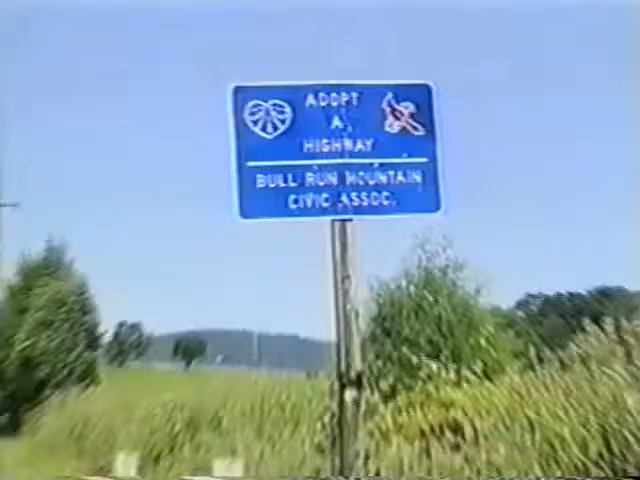 ADOPT
A
HIGHWAY
BULL RUN MOUNTAIN
CIVIC ASSOC.